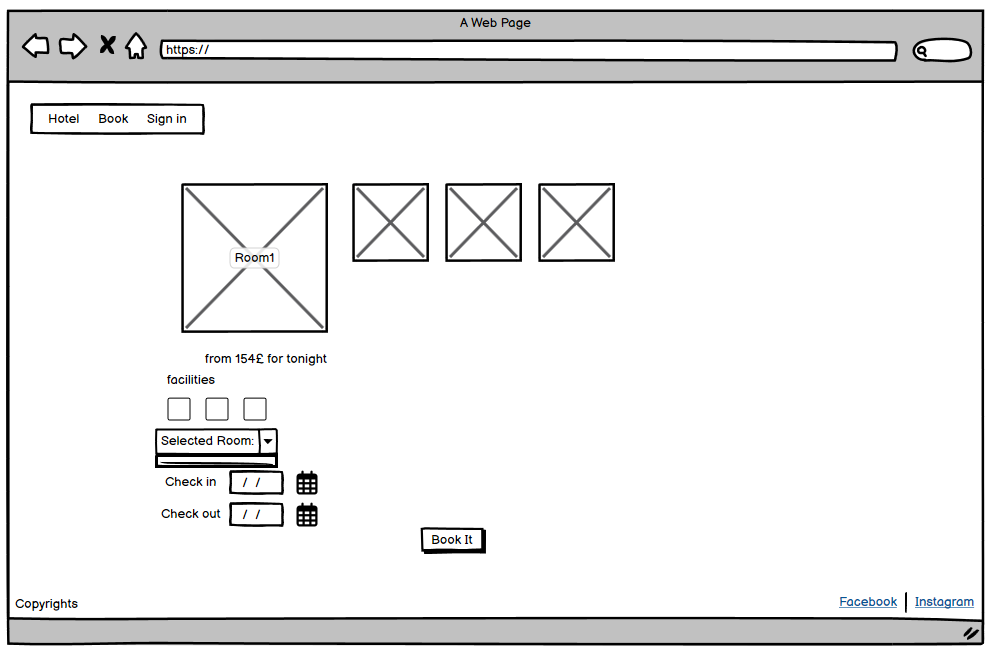 A Web Page
https://
Hotel Book Sign in
Room1
from 154£ for tonight
facilities
Selected Room:
Check in / /
Check out / /
Book It
Copyrights
Facebook Instagram